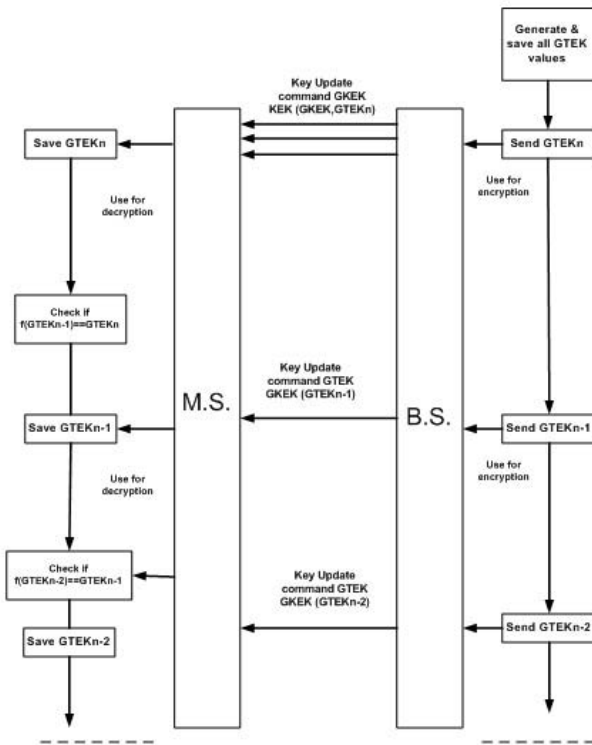 Generate &
save all GTEK
values
Key Update
command GKEK
KEK (GKEK,GTEKn)
Save GTEKn
Send GTEKn
Use for
decryption
Use for
encryption
Check if
f(GTEKn-1)==GTEKn
Key Update
command GTEK
GKEK (GTEKn-1)
M.S.
B.S.
Save GTEKn-1
Send GTEKn-1
Use for
decryption
Use for
encryption
Check if
f(GTEKn-2)==GTEKn-1
Key Update
command GTEK
GKEK (GTEKn-2)
Save GTEKn-2
Send GTEKn-2